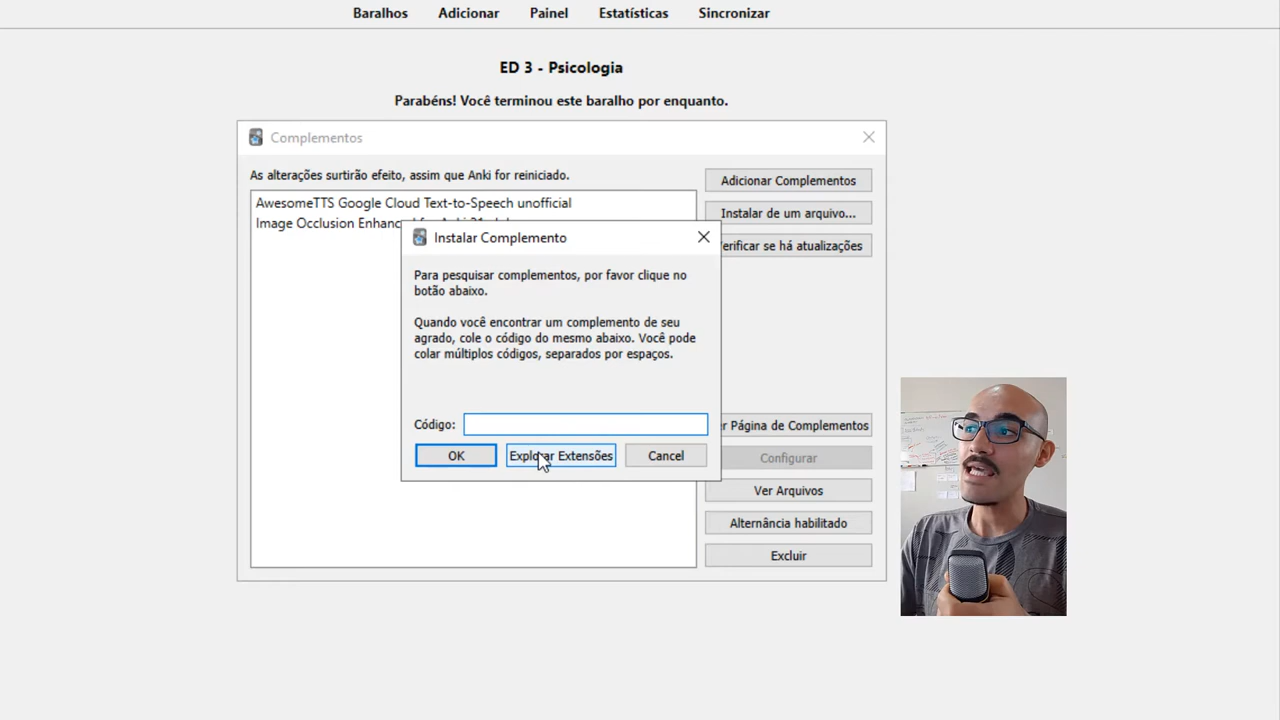 Baralhos Adicionar Painel Estatísticas Sincronizar
ED 3 - Psicologia
Parabéns! Você terminou este baralho por enquanto.
Complementos
As alterações surtirão efeito, assim que Anki for reiniciado.
AwesomeTTS Google Cloud Text-to-Speech unofficial
Image Occlusion Enhanc
Adicionar Complementos
Instalar de um arquivo...
erificar se há atualizações
Instalar Complemento
Para pesquisar complementos, por favor clique no
botão abaixo.
Quando você encontrar um complemento de seu
agrado, cole o código do mesmo abaixo. Você pode
colar múltiplos códigos, separados por espaços.
Código:
OK Explorar Extensões Cancel
r Página de Complementos
Configurar
Ver Arquivos
Alternância habilitado
Excluir